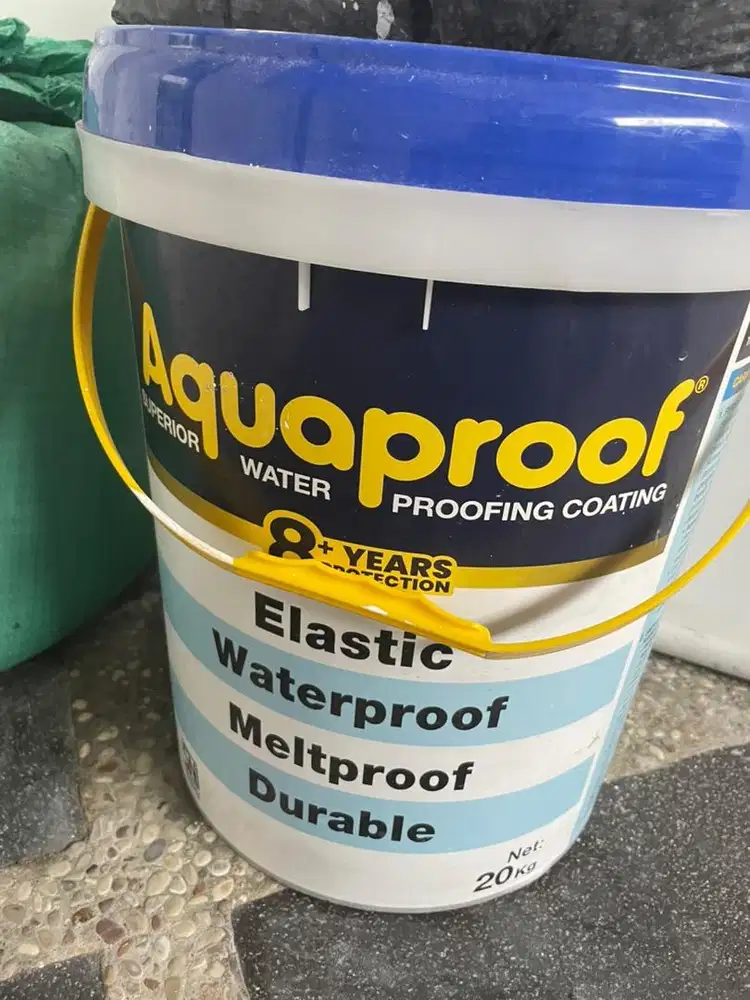 Aquaproof®
SUPERIOR WATER PROOFING COATING
8+ YEARS
PROTECTION
Elastic
Waterproof
Meltproof
Durable
Net:
20Kg